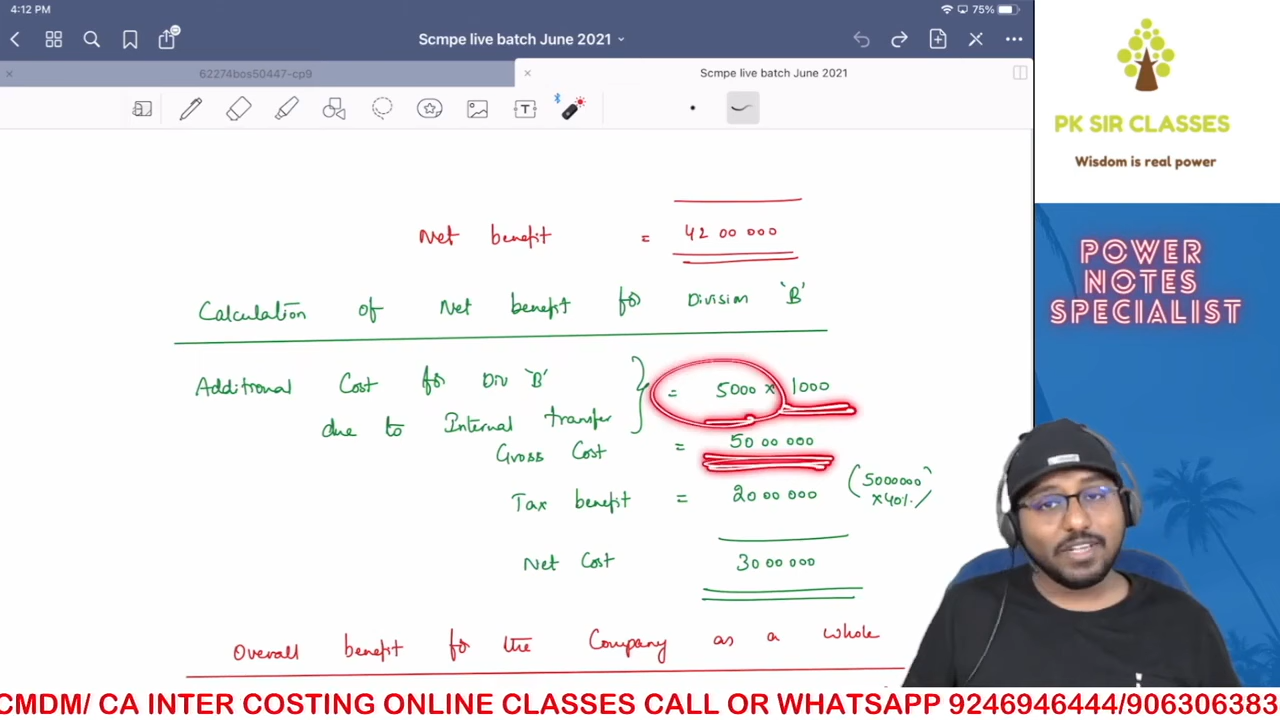 4:12 PM
75%
Scmpe live batch June 2021
62274bos50447-cp9
Scmpe live batch June 2021
PK SIR CLASSES
Wisdom is real power
POWER
NOTES
SPECIALIST
Net benefit = 42 00 000
Calculation of Net benefit for Division 'B'
Additional Cost for Div 'B' } = 5000 x 1000
due to Internal transfer
Gross Cost = 50 00 000
Tax benefit = 20 00 000 (5000000
x40%)
Net Cost 30 00 000
Overall benefit for the Company as a whole
CMDM/ CA INTER COSTING ONLINE CLASSES CALL OR WHATSAPP 9246946444/906306383